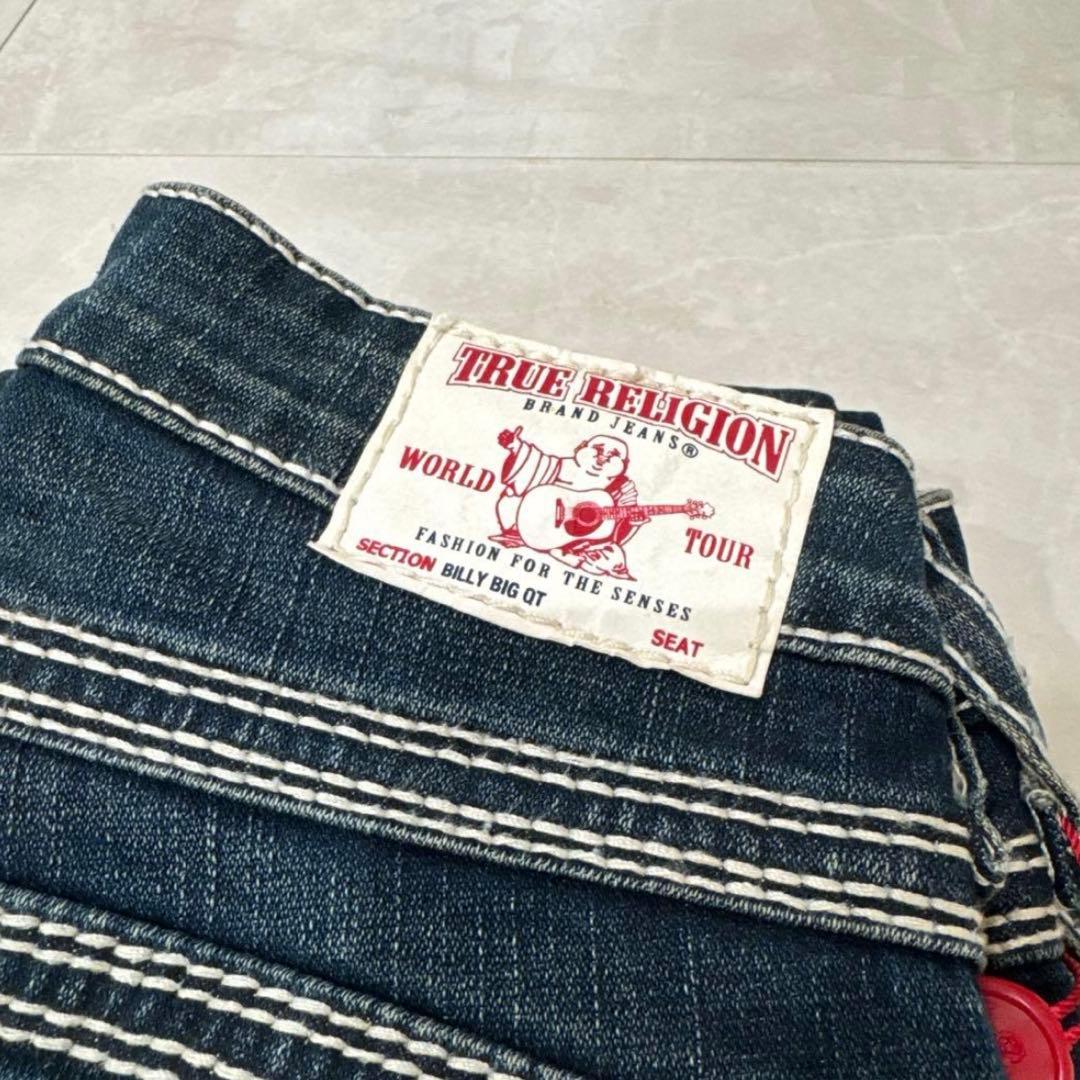 TRUE RELIGION
BRAND JEANS®
WORLD TOUR
FASHION FOR THE SENSES
SECTION BILLY BIG QT
SEAT